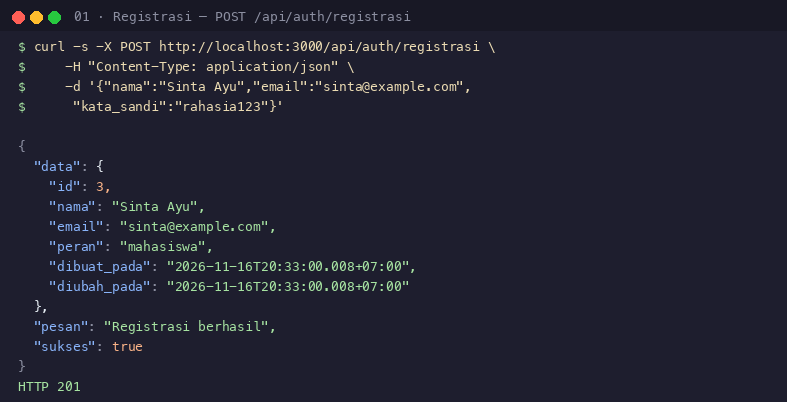 01 · Registrasi — POST /api/auth/registrasi
$ curl -s -X POST http://localhost:3000/api/auth/registrasi \
$     -H "Content-Type: application/json" \
$     -d '{"nama":"Sinta Ayu","email":"sinta@example.com",
$      "kata_sandi":"rahasia123"}'
{
  "data": {
    "id": 3,
    "nama": "Sinta Ayu",
    "email": "sinta@example.com",
    "peran": "mahasiswa",
    "dibuat_pada": "2026-11-16T20:33:00.008+07:00",
    "diubah_pada": "2026-11-16T20:33:00.008+07:00"
  },
  "pesan": "Registrasi berhasil",
  "sukses": true
}
HTTP 201